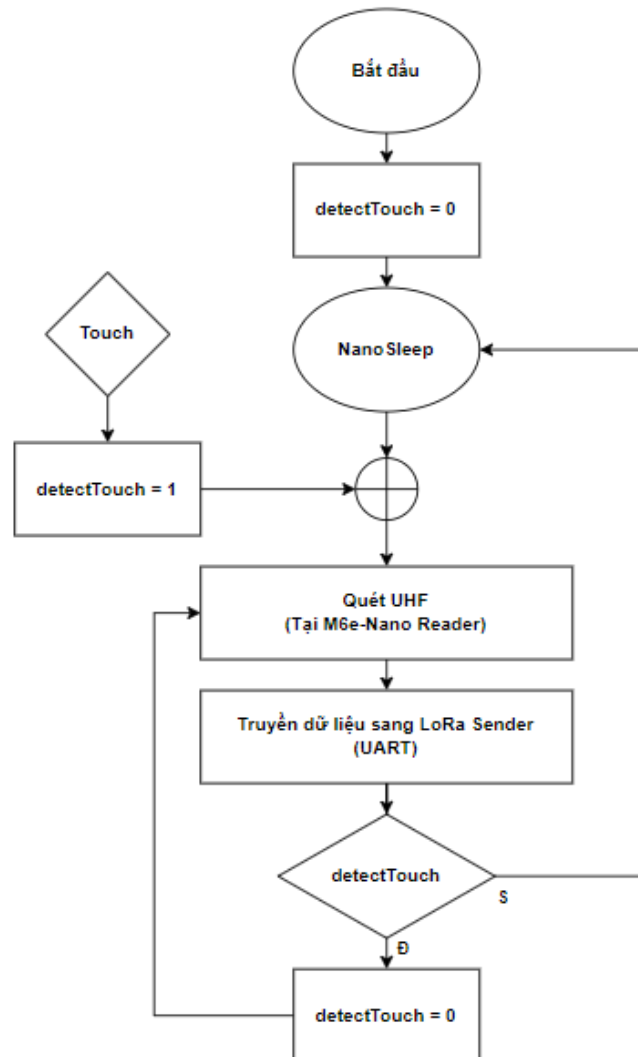 Bắt đầu
detectTouch = 0
Touch
NanoSleep
detectTouch = 1
Quét UHF
(Tại M6e-Nano Reader)
Truyền dữ liệu sang LoRa Sender
(UART)
detectTouch
S
Đ
detectTouch = 0